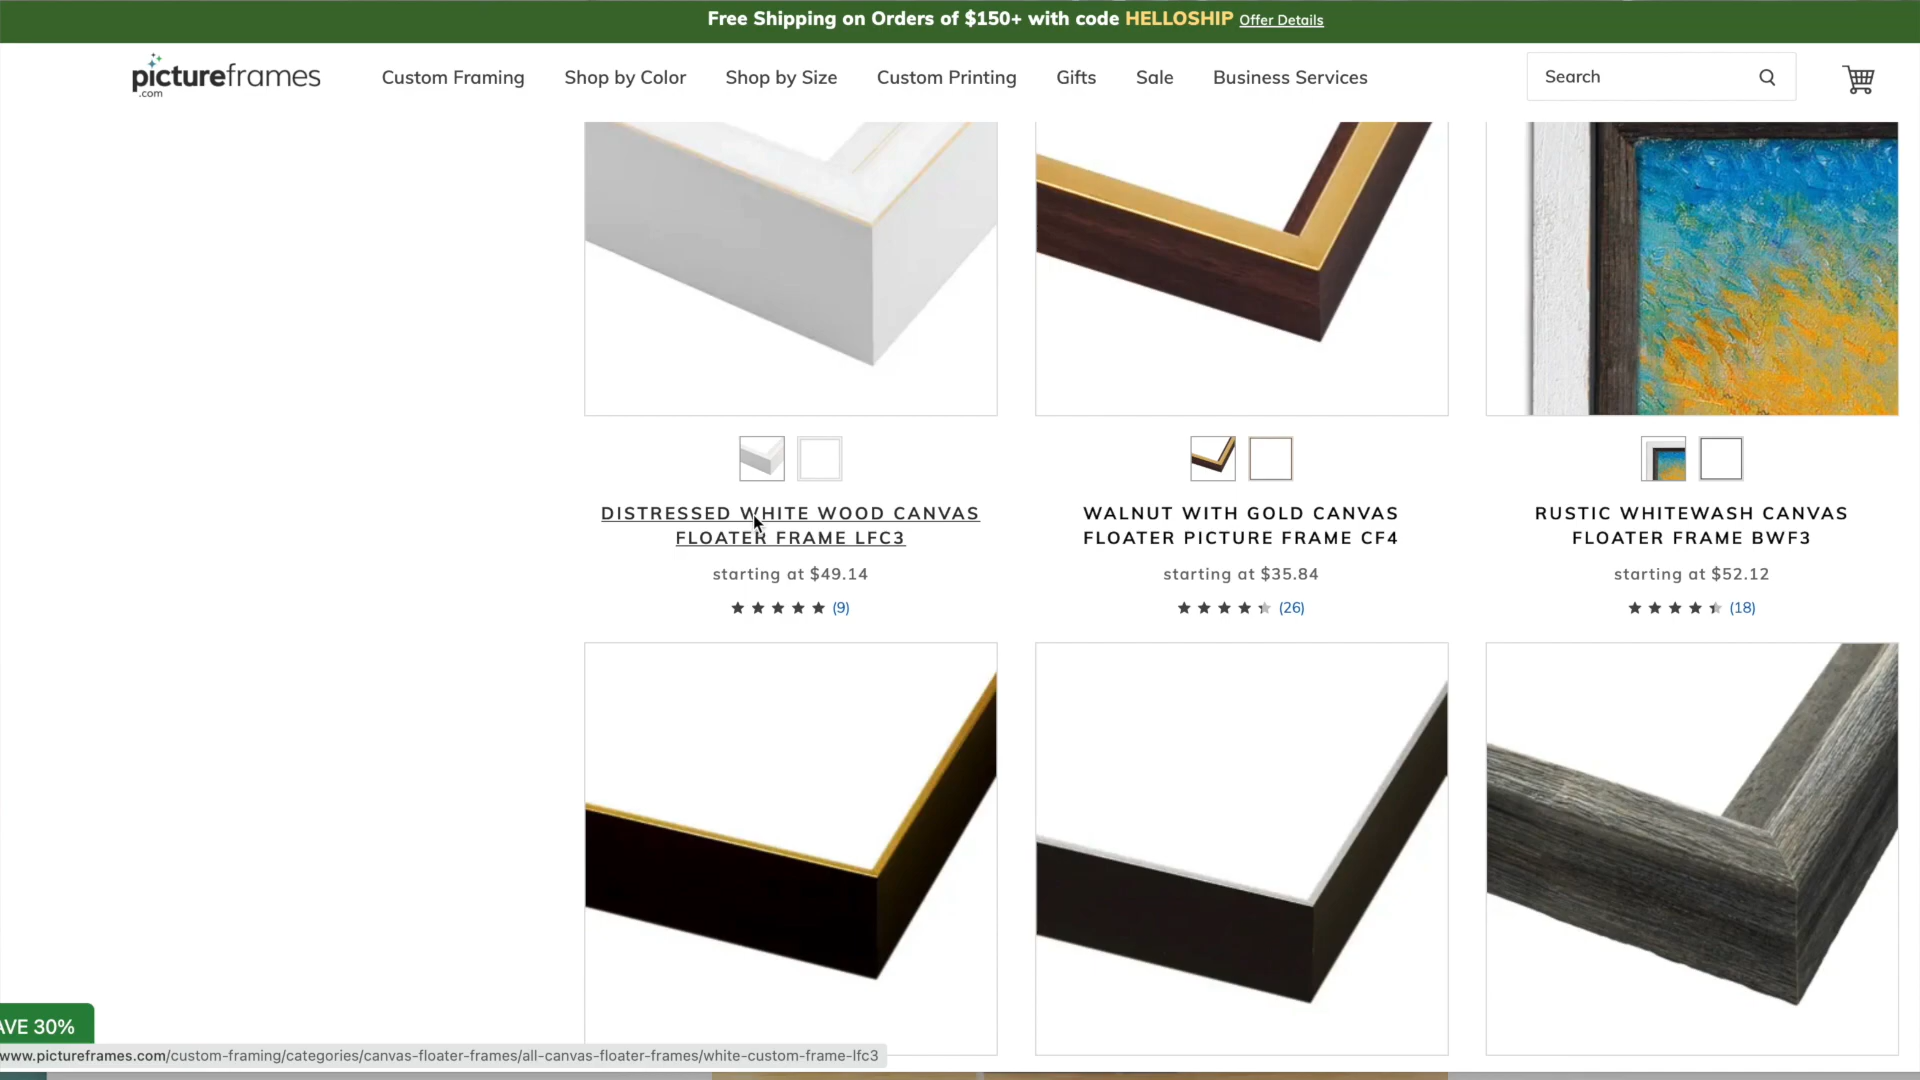 Free Shipping on Orders of $150+ with code HELLOSHIP Offer Details
pictureframes
.com
Custom Framing
Shop by Color
Shop by Size
Custom Printing
Gifts
Sale
Business Services
Search
DISTRESSED WHITE WOOD CANVAS
FLOATER FRAME LFC3
starting at $49.14
(9)
WALNUT WITH GOLD CANVAS
FLOATER PICTURE FRAME CF4
starting at $35.84
(26)
RUSTIC WHITEWASH CANVAS
FLOATER FRAME BWF3
starting at $52.12
(18)
AVE 30%
www.pictureframes.com/custom-framing/categories/canvas-floater-frames/all-canvas-floater-frames/white-custom-frame-lfc3